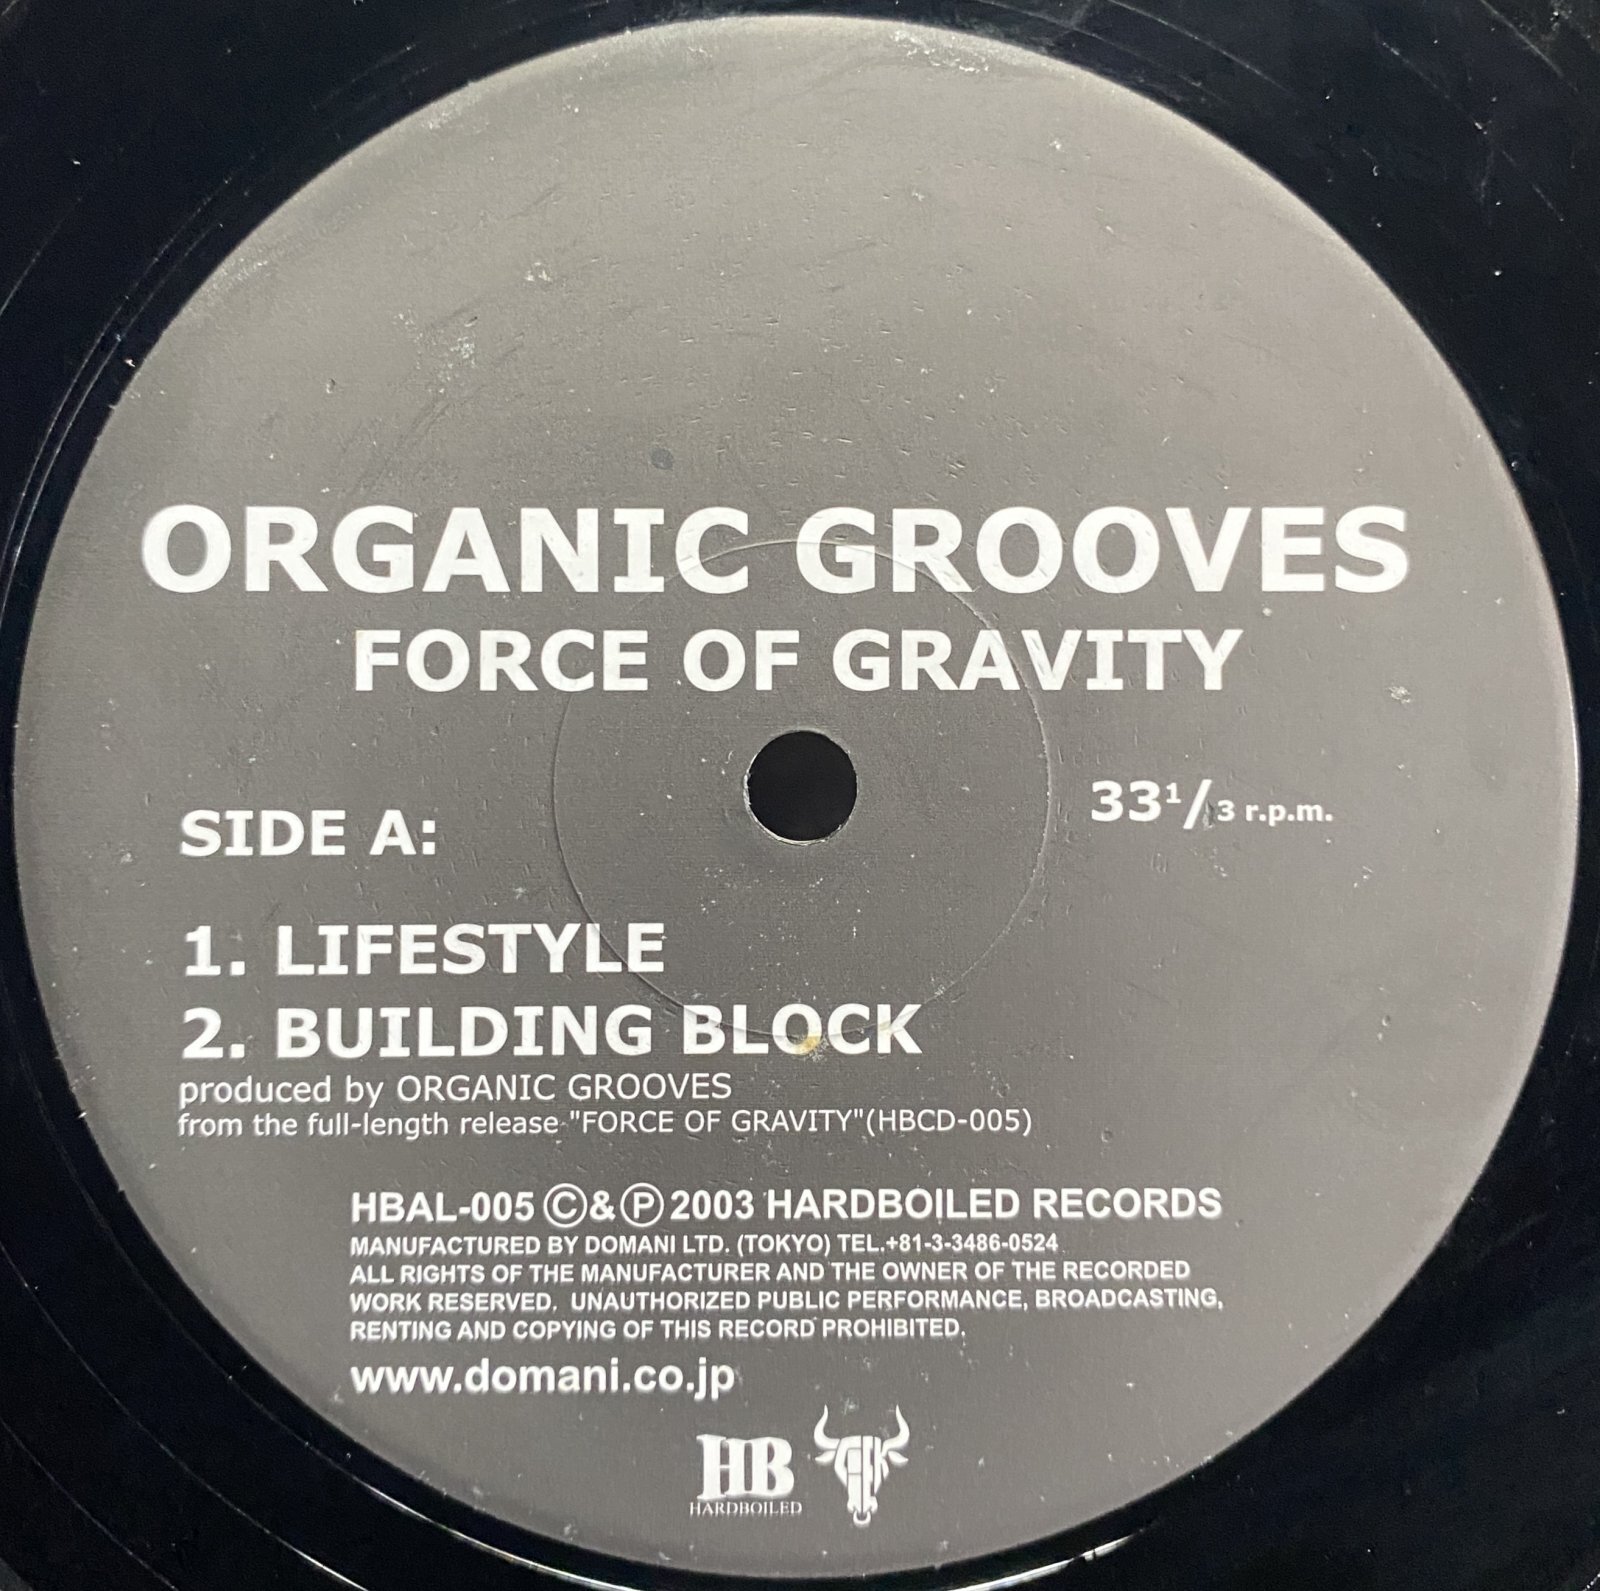 ORGANIC GROOVES
FORCE OF GRAVITY
33 1/3 r.p.m.
SIDE A:
1. LIFESTYLE
2. BUILDING BLOCK
produced by ORGANIC GROOVES
from the full-length release "FORCE OF GRAVITY"(HBCD-005)
HBAL-005 Ⓒ&Ⓟ 2003 HARDBOILED RECORDS
MANUFACTURED BY DOMANI LTD. (TOKYO) TEL.+81-3-3486-0524
ALL RIGHTS OF THE MANUFACTURER AND THE OWNER OF THE RECORDED
WORK RESERVED. UNAUTHORIZED PUBLIC PERFORMANCE, BROADCASTING,
RENTING AND COPYING OF THIS RECORD PROHIBITED.
www.domani.co.jp
HB
HARDBOILED